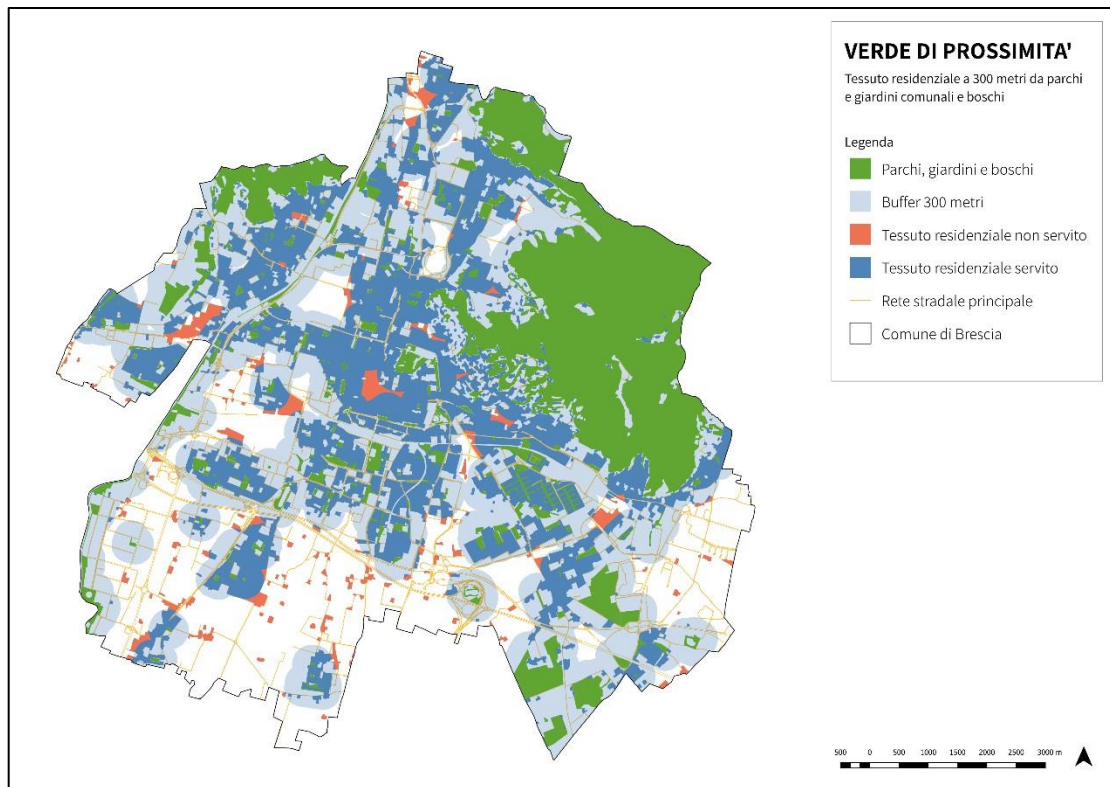 VERDE DI PROSSIMITA'
Tessuto residenziale a 300 metri da parchi
e giardini comunali e boschi
Legenda
Parchi, giardini e boschi
Buffer 300 metri
Tessuto residenziale non servito
Tessuto residenziale servito
Rete stradale principale
Comune di Brescia
500 0 500 1000 1500 2000 2500 3000 m